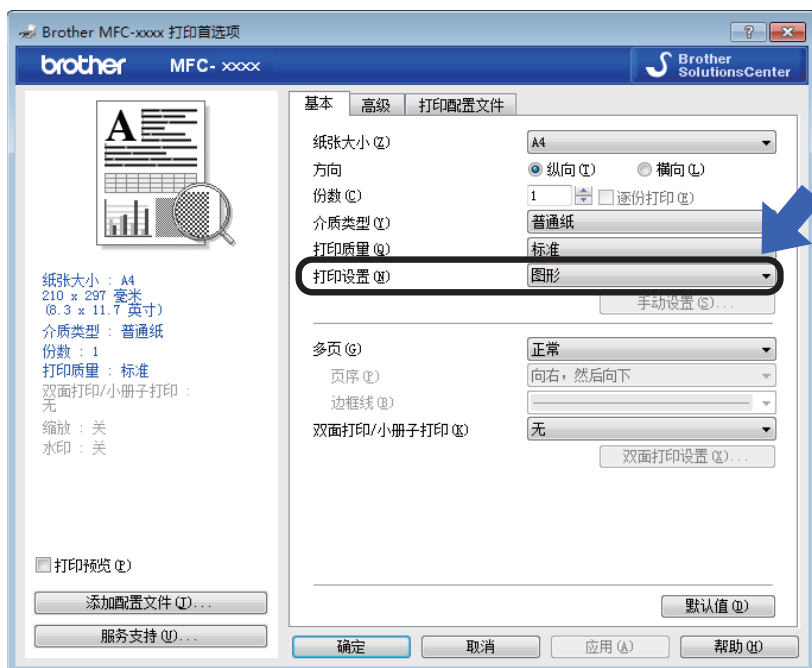 Brother MFC-xxxx 打印首选项
brother MFC- xxxx
Brother
SolutionsCenter
A
基本 高级 打印配置文件
纸张大小(Z) A4
方向 纵向(T) 横向(L)
份数(C) 1 逐份打印(E)
介质类型(Y) 普通纸
打印质量(Q) 标准
打印设置(N) 图形
手动设置(S)...
多页(G) 正常
页序(P) 向右，然后向下
边框线(B)
双面打印/小册子打印(K) 无
双面打印设置(X)...
纸张大小 : A4
210 x 297 毫米
(8.3 x 11.7 英寸)
介质类型 : 普通纸
份数 : 1
打印质量 : 标准
双面打印/小册子打印 :
无
缩放 : 关
水印 : 关
打印预览(P)
添加配置文件(J)...
服务支持(U)...
默认值(D)
确定 取消 应用(A) 帮助(H)